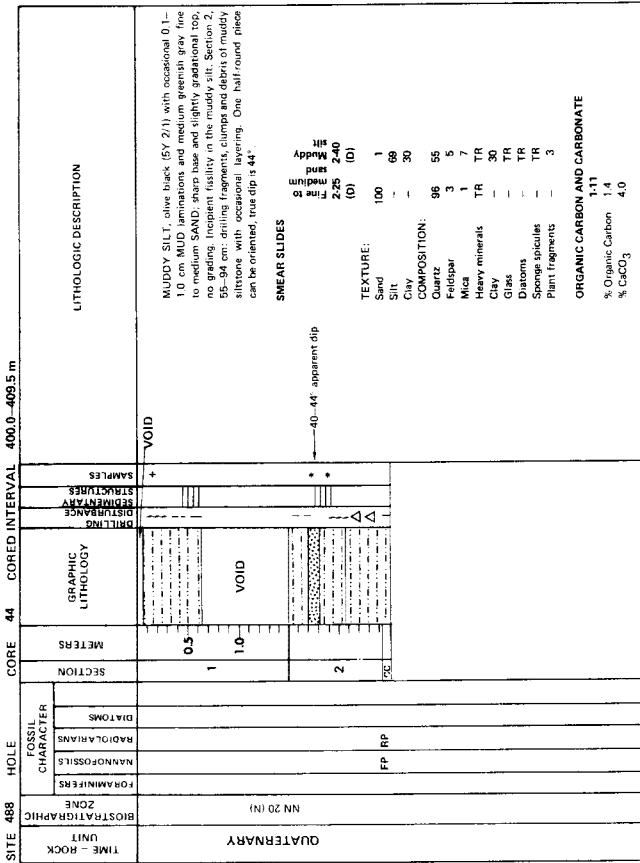 SITE 488 HOLE CORE 44 CORED INTERVAL 400.0–409.5 m
TIME – ROCK
UNIT
BIOSTRATIGRAPHIC
ZONE
FOSSIL
CHARACTER
FORAMINIFERS
NANNOFOSSILS
RADIOLARIANS
DIATOMS
SECTION
METERS
GRAPHIC
LITHOLOGY
DRILLING
DISTURBANCE
SEDIMENTARY
STRUCTURES
SAMPLES
LITHOLOGIC DESCRIPTION
QUATERNARY
NN 20 (N)
FP RP
1
2
CC
0.5
1.0
VOID
VOID
+
*
*
40–44° apparent dip
MUDDY SILT, olive black (5Y 2/1) with occasional 0.1–
1.0 cm MUD laminations and medium greenish gray fine
to medium SAND; sharp base and slightly gradational top,
no grading. Incipient fissility in the muddy silt. Section 2,
55–94 cm: drilling fragments, clumps and debris of muddy
siltstone with occasional layering. One half-round piece
can be oriented, true dip is 44°.
SMEAR SLIDES
Fine to
medium
sand
Muddy
silt
2-25 2-40
(D) (D)
TEXTURE:
Sand 100 1
Silt – 69
Clay – 30
COMPOSITION:
Quartz 96 55
Feldspar 3 5
Mica 1 7
Heavy minerals TR TR
Clay – 30
Glass – TR
Diatoms – TR
Sponge spicules – TR
Plant fragments – 3
ORGANIC CARBON AND CARBONATE
1-11
% Organic Carbon 1.4
% CaCO₃ 4.0